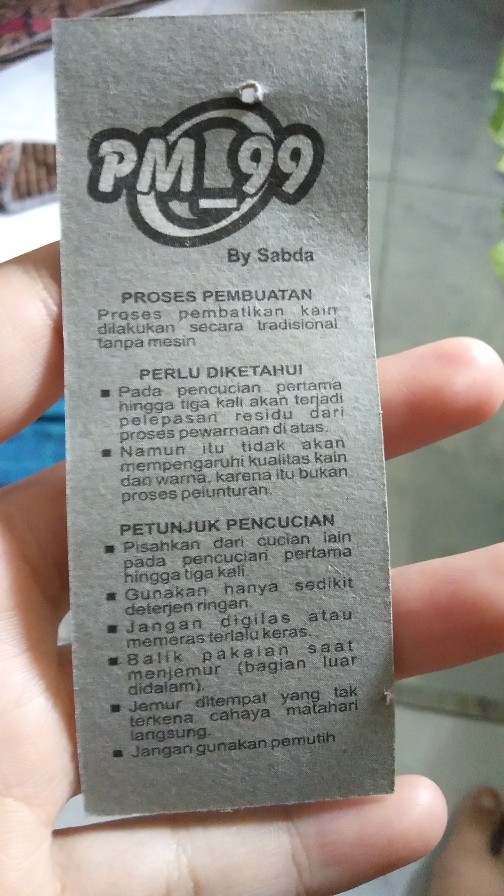 PM_99
By Sabda
PROSES PEMBUATAN
Proses pembatikan kain
dilakukan secara tradisional
tanpa mesin
PERLU DIKETAHUI
Pada pencucian pertama
hingga tiga kali akan terjadi
pelepasan residu dari
proses pewarnaan di atas.
Namun itu tidak akan
mempengaruhi kualitas kain
dan warna, karena itu bukan
proses pelunturan.
PETUNJUK PENCUCIAN
Pisahkan dari cucian lain
pada pencucian pertama
hingga tiga kali.
Gunakan hanya sedikit
deterjen ringan.
Jangan digilas atau
memeras terlalu keras.
Balik pakaian saat
menjemur (bagian luar
didalam).
Jemur ditempat yang tak
terkena cahaya matahari
langsung.
Jangan gunakan pemutih